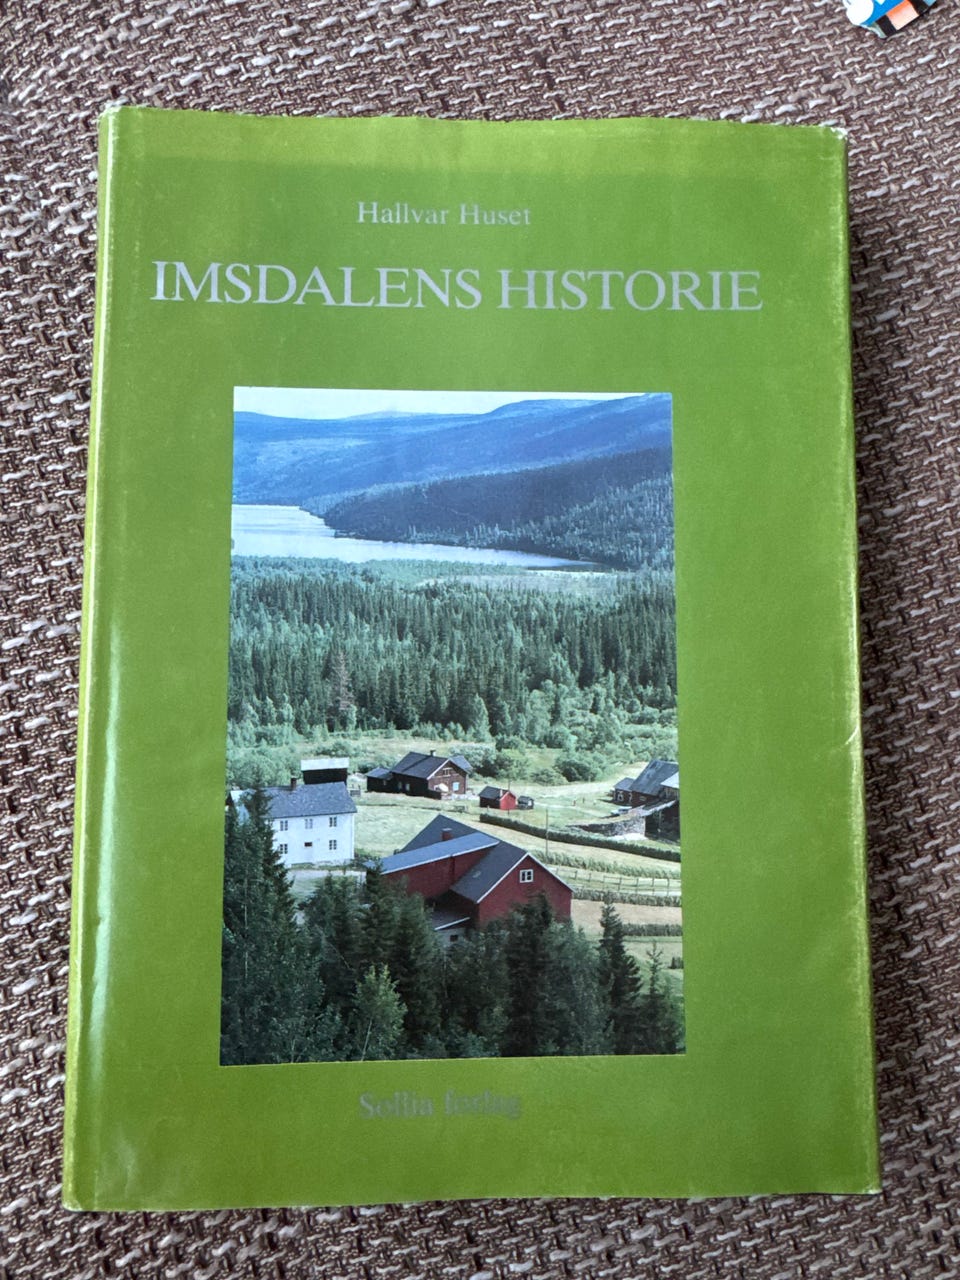 Hallvar Huset
IMSDALENS HISTORIE
Sollia forlag